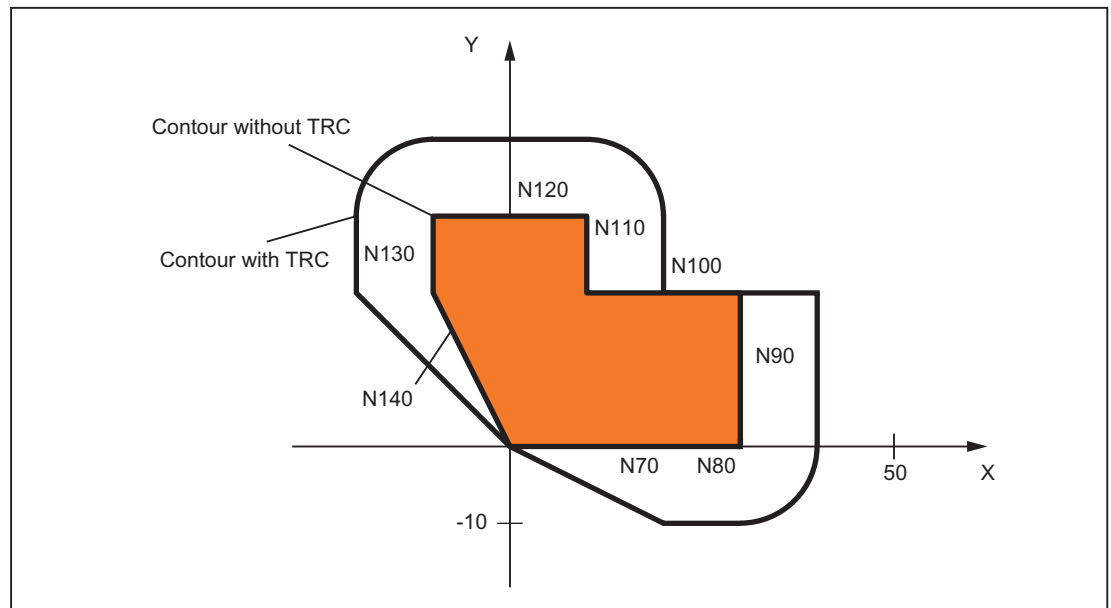 Y
Contour without TRC
N120
N110
Contour with TRC
N130
N100
N90
N140
N70
N80
50
X
-10